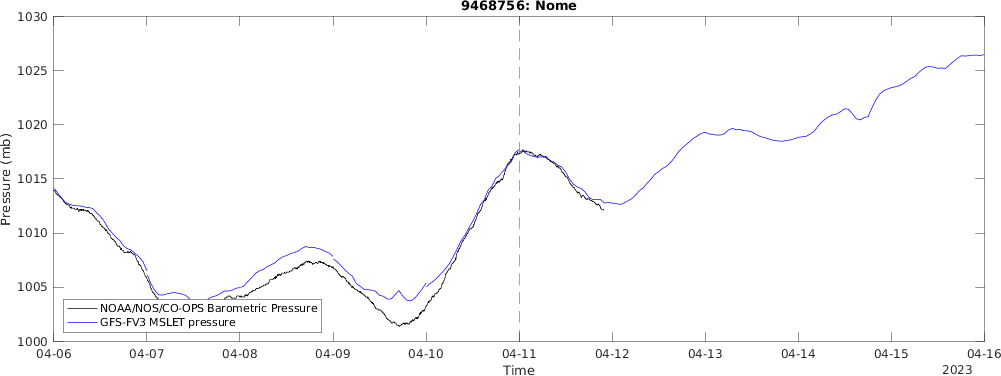 9468756: Nome
Pressure (mb)
1030
1025
1020
1015
1010
1005
1000
NOAA/NOS/CO-OPS Barometric Pressure
GFS-FV3 MSLET pressure
04-06 04-07 04-08 04-09 04-10 04-11 04-12 04-13 04-14 04-15 04-16
Time
2023